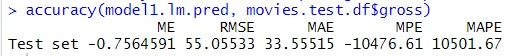 > accuracy(model1.lm.pred, movies.test.df$gross)
ME RMSE MAE MPE MAPE
Test set -0.7564591 55.05533 33.55515 -10476.61 10501.67